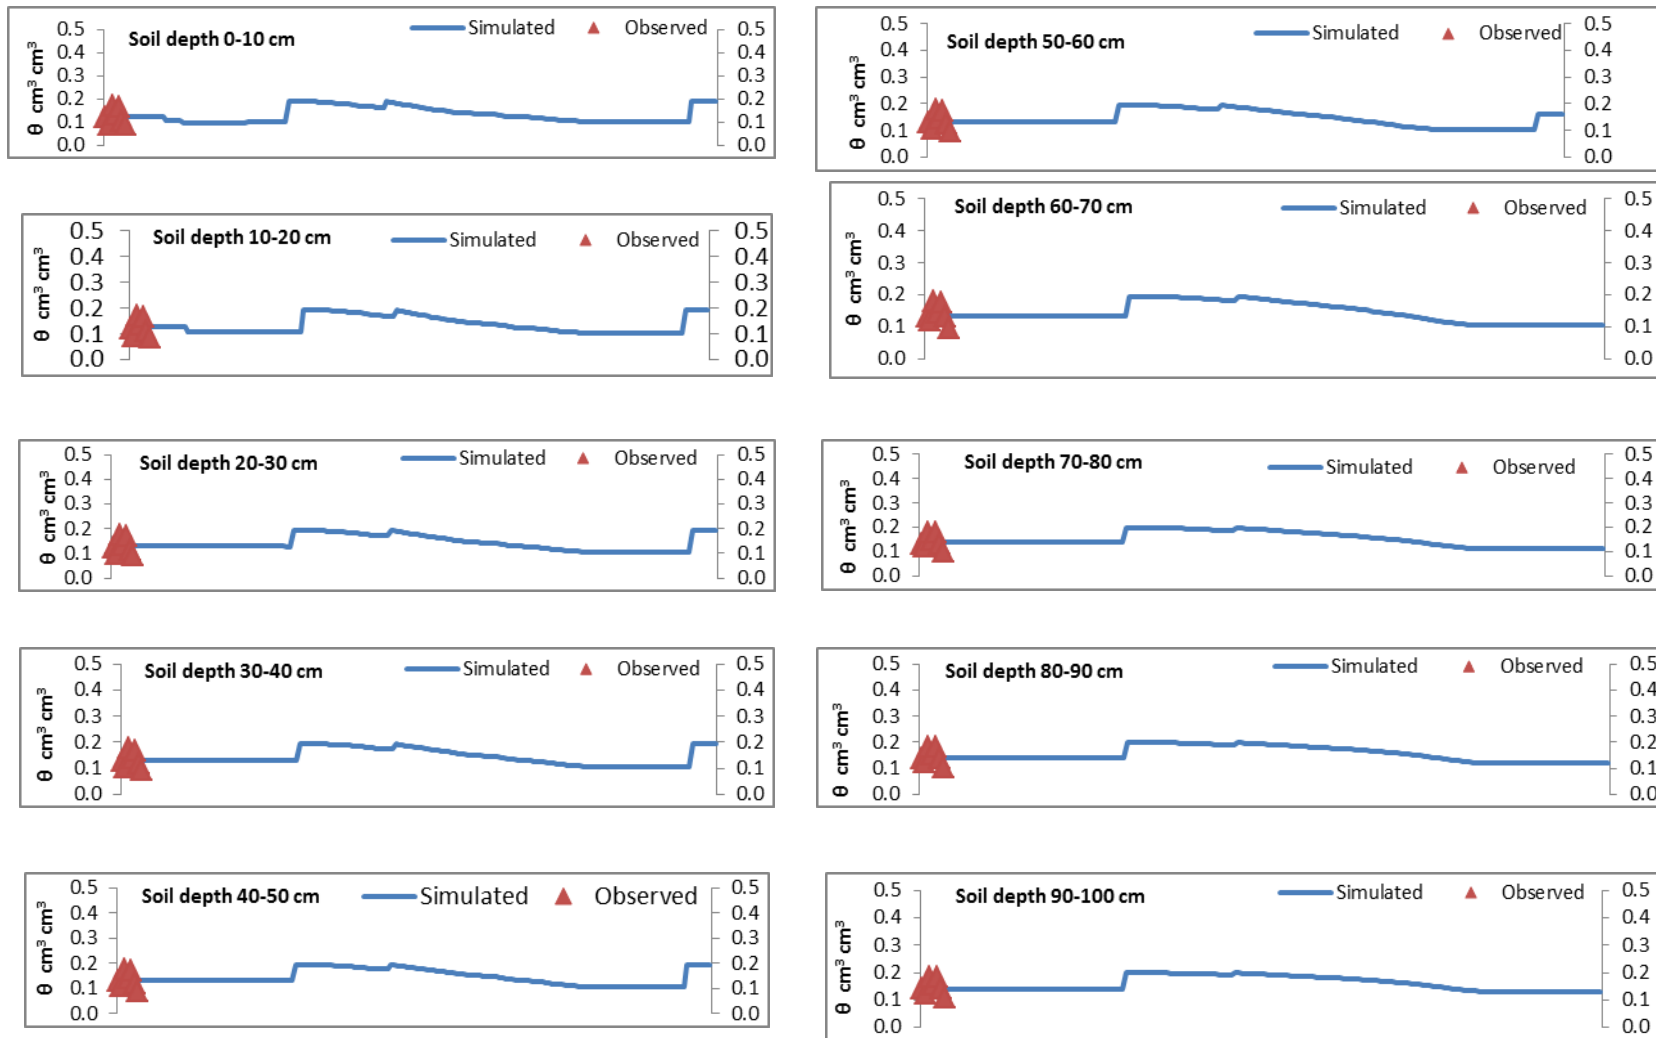 Soil depth 0-10 cm
Simulated Observed
θ cm³ cm³
0.5 0.5
0.4 0.4
0.3 0.3
0.2 0.2
0.1 0.1
0.0 0.0
Soil depth 10-20 cm
Simulated Observed
θ cm³ cm³
0.5 0.5
0.4 0.4
0.3 0.3
0.2 0.2
0.1 0.1
0.0 0.0
Soil depth 20-30 cm
Simulated Observed
θ cm³ cm³
0.5 0.5
0.4 0.4
0.3 0.3
0.2 0.2
0.1 0.1
0.0 0.0
Soil depth 30-40 cm
Simulated Observed
θ cm³ cm³
0.5 0.5
0.4 0.4
0.3 0.3
0.2 0.2
0.1 0.1
0.0 0.0
Soil depth 40-50 cm
Simulated Observed
θ cm³ cm³
0.5 0.5
0.4 0.4
0.3 0.3
0.2 0.2
0.1 0.1
0.0 0.0
Soil depth 50-60 cm
Simulated Observed
θ cm³ cm³
0.5 0.5
0.4 0.4
0.3 0.3
0.2 0.2
0.1 0.1
0.0 0.0
Soil depth 60-70 cm
Simulated Observed
θ cm³ cm³
0.5 0.5
0.4 0.4
0.3 0.3
0.2 0.2
0.1 0.1
0.0 0.0
Soil depth 70-80 cm
Simulated Observed
θ cm³ cm³
0.5 0.5
0.4 0.4
0.3 0.3
0.2 0.2
0.1 0.1
0.0 0.0
Soil depth 80-90 cm
Simulated Observed
θ cm³ cm³
0.5 0.5
0.4 0.4
0.3 0.3
0.2 0.2
0.1 0.1
0.0 0.0
Soil depth 90-100 cm
Simulated Observed
θ cm³ cm³
0.5 0.5
0.4 0.4
0.3 0.3
0.2 0.2
0.1 0.1
0.0 0.0